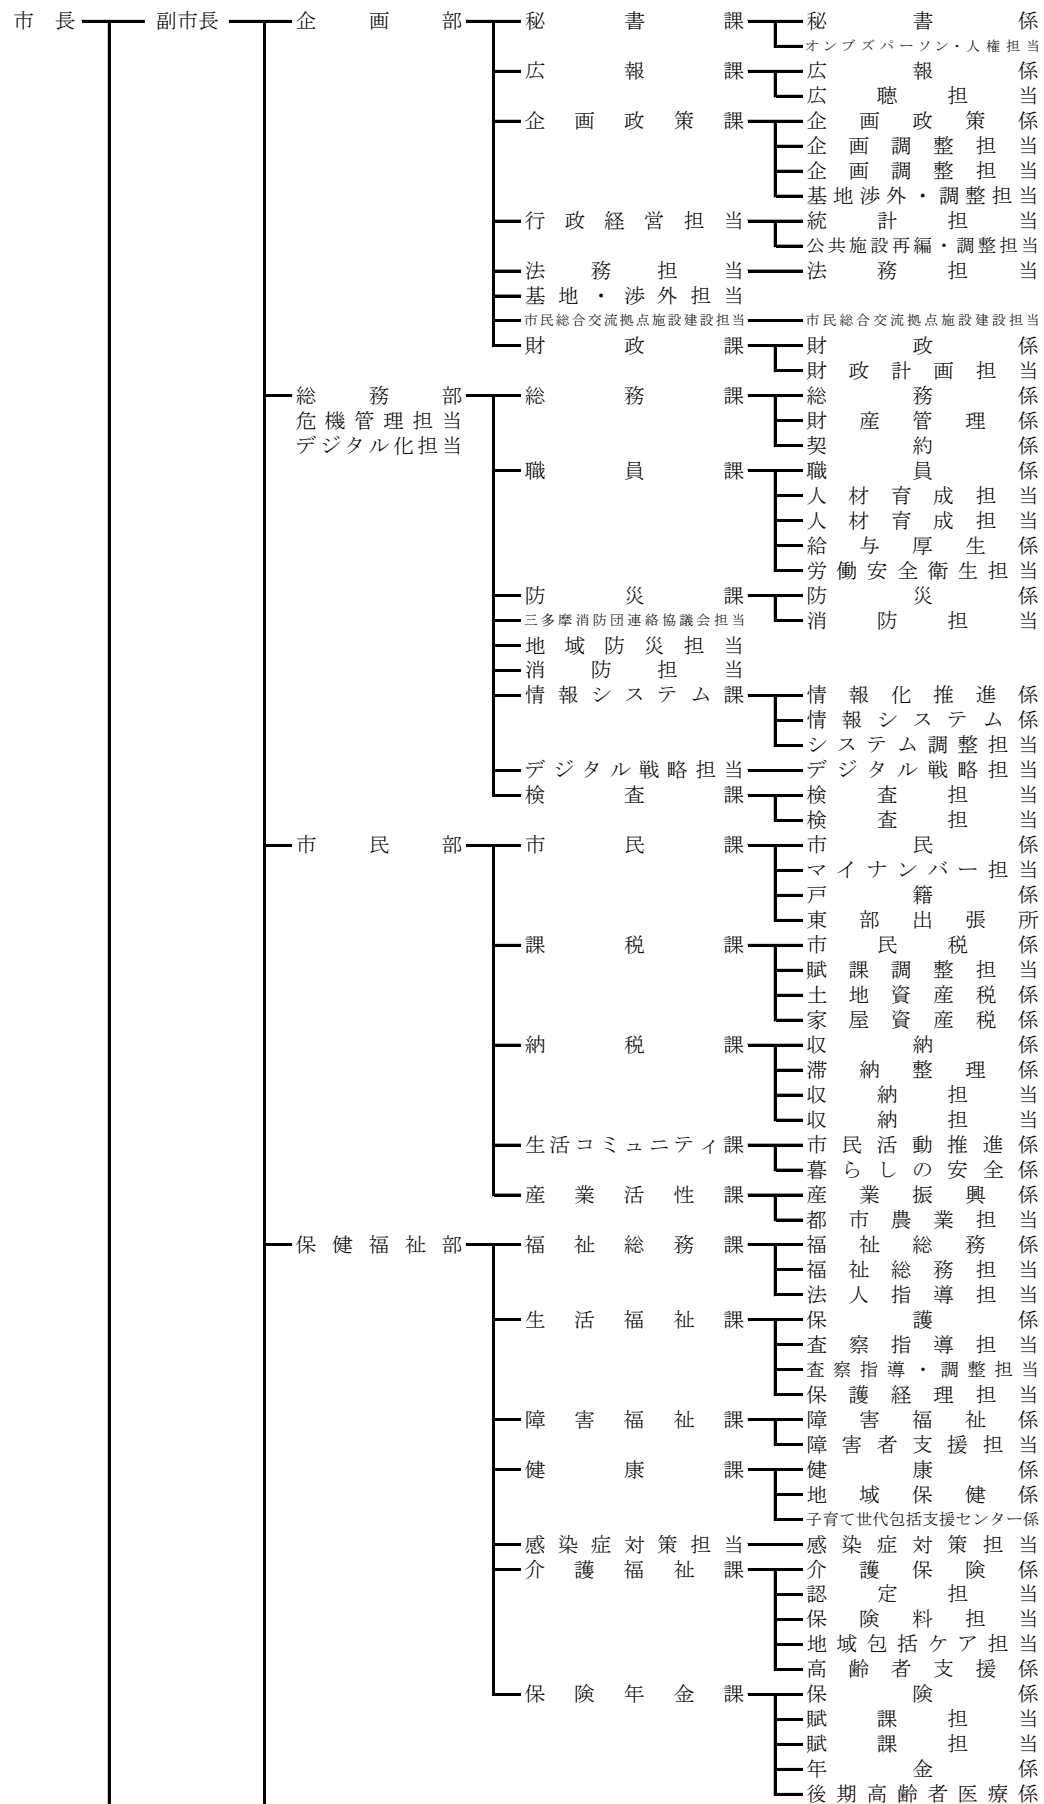 市長 副市長 企画部 秘書課 秘書係
オンブズパーソン・人権担当
広報課 広報係
広聴担当
企画政策課 企画政策係
企画調整担当
企画調整担当
基地渉外・調整担当
行政経営担当 統計担当
公共施設再編・調整担当
法務担当 法務担当
基地・渉外担当
市民総合交流拠点施設建設担当 市民総合交流拠点施設建設担当
財政課 財政係
財政計画担当
総務部 総務課 総務係
危機管理担当 財産管理係
デジタル化担当 契約係
職員課 職員係
人材育成担当
人材育成担当
給与厚生係
労働安全衛生担当
防災課 防災係
三多摩消防団連絡協議会担当 消防担当
地域防災担当
消防担当
情報システム課 情報化推進係
情報システム係
システム調整担当
デジタル戦略担当 デジタル戦略担当
検査課 検査担当
検査担当
市民部 市民課 市民係
マイナンバー担当
戸籍係
東部出張所
課税課 市民税係
賦課調整担当
土地資産税係
家屋資産税係
納税課 収納係
滞納整理係
収納担当
収納担当
生活コミュニティ課 市民活動推進係
暮らしの安全係
産業活性課 産業振興係
都市農業担当
保健福祉部 福祉総務課 福祉総務係
福祉総務担当
法人指導担当
生活福祉課 保護係
査察指導担当
査察指導・調整担当
保護経理担当
障害福祉課 障害福祉係
障害者支援担当
健康課 健康係
地域保健係
子育て世代包括支援センター係
感染症対策担当 感染症対策担当
介護福祉課 介護保険係
認定担当
保険料担当
地域包括ケア担当
高齢者支援係
保険年金課 保険係
賦課担当
賦課担当
年金係
後期高齢者医療係